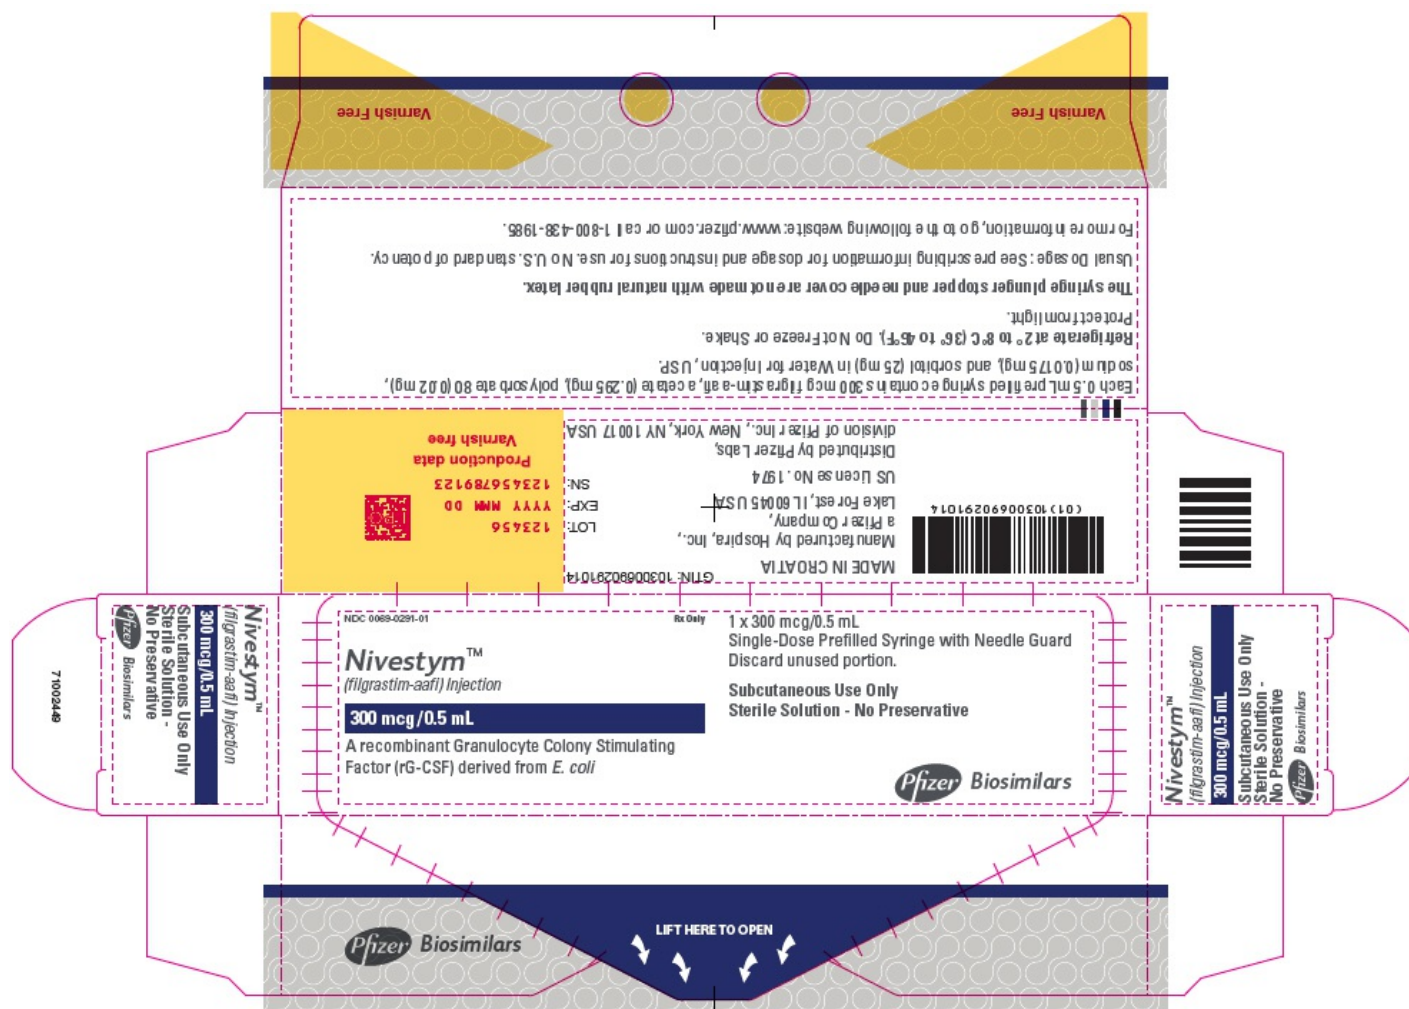 Varnish Free
Varnish Free
For more information, go to the following website: www.pfizer.com or call 1-800-438-1985.
Usual Dosage: See prescribing information for dosage and instructions for use. No U.S. standard of potency.
The syringe plunger stopper and needle cover are not made with natural rubber latex.
Protect from light.
Refrigerate at 2° to 8°C (36° to 46°F). Do Not Freeze or Shake.
sodium (0.0175 mg), and sorbitol (25 mg) in Water for Injection, USP.
Each 0.5 mL prefilled syringe contains 300 mcg filgrastim-aafi, acetate (0.295 mg), polysorbate 80 (0.02 mg),
MADE IN CROATIA
Manufactured by Hospira, Inc.,
a Pfizer Company,
Lake Forest, IL 60045 USA
US License No. 1974
Distributed by Pfizer Labs,
division of Pfizer Inc., New York, NY 10017 USA
GTIN: 10300690291014
LOT: 123456
EXP: YYYY MMM DD
SN: 123456789123
Production data
Varnish free
(01)10300690291014
NDC 0069-0291-01
Rx Only
Nivestym™
(filgrastim-aafi) Injection
300 mcg/0.5 mL
A recombinant Granulocyte Colony Stimulating
Factor (rG-CSF) derived from E. coli
1 x 300 mcg/0.5 mL
Single-Dose Prefilled Syringe with Needle Guard
Discard unused portion.
Subcutaneous Use Only
Sterile Solution - No Preservative
Pfizer Biosimilars
Nivestym™
(filgrastim-aafi) Injection
300 mcg/0.5 mL
Subcutaneous Use Only
Sterile Solution -
No Preservative
Pfizer Biosimilars
71002449
Nivestym™
(filgrastim-aafi) Injection
300 mcg/0.5 mL
Subcutaneous Use Only
Sterile Solution -
No Preservative
Pfizer Biosimilars
LIFT HERE TO OPEN
Pfizer Biosimilars